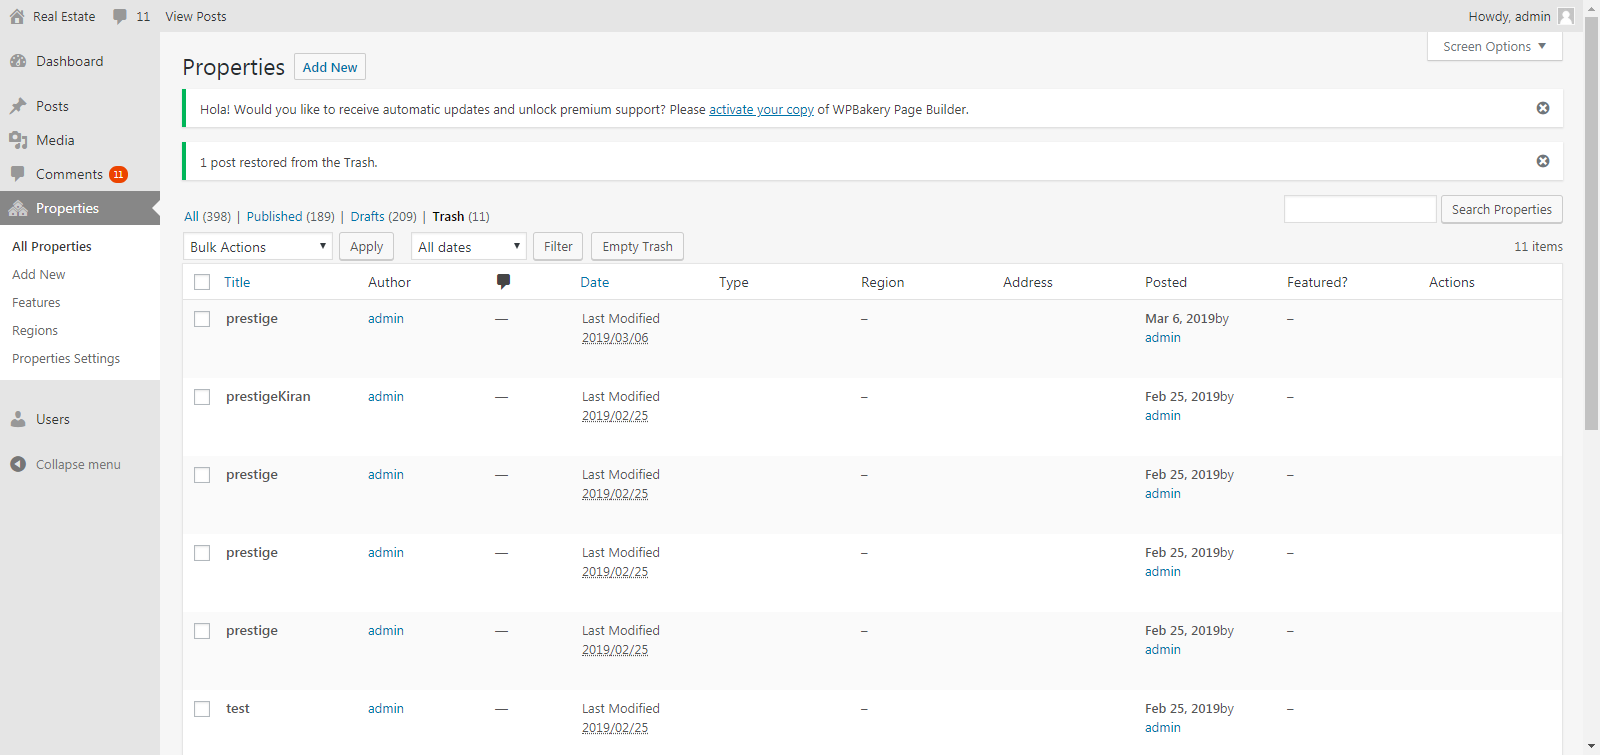 Real Estate 11 View Posts Howdy, admin
Screen Options
Dashboard
Posts
Media
Comments 11
Properties
All Properties
Add New
Features
Regions
Properties Settings
Users
Collapse menu
Properties Add New
Hola! Would you like to receive automatic updates and unlock premium support? Please activate your copy of WPBakery Page Builder.
1 post restored from the Trash.
All (398) | Published (189) | Drafts (209) | Trash (11)
Search Properties
Bulk Actions Apply All dates Filter Empty Trash 11 items
Title Author Date Type Region Address Posted Featured? Actions
prestige admin — Last Modified – Mar 6, 2019by –
2019/03/06 admin
prestigeKiran admin — Last Modified – Feb 25, 2019by –
2019/02/25 admin
prestige admin — Last Modified – Feb 25, 2019by –
2019/02/25 admin
prestige admin — Last Modified – Feb 25, 2019by –
2019/02/25 admin
prestige admin — Last Modified – Feb 25, 2019by –
2019/02/25 admin
test admin — Last Modified – Feb 25, 2019by –
2019/02/25 admin